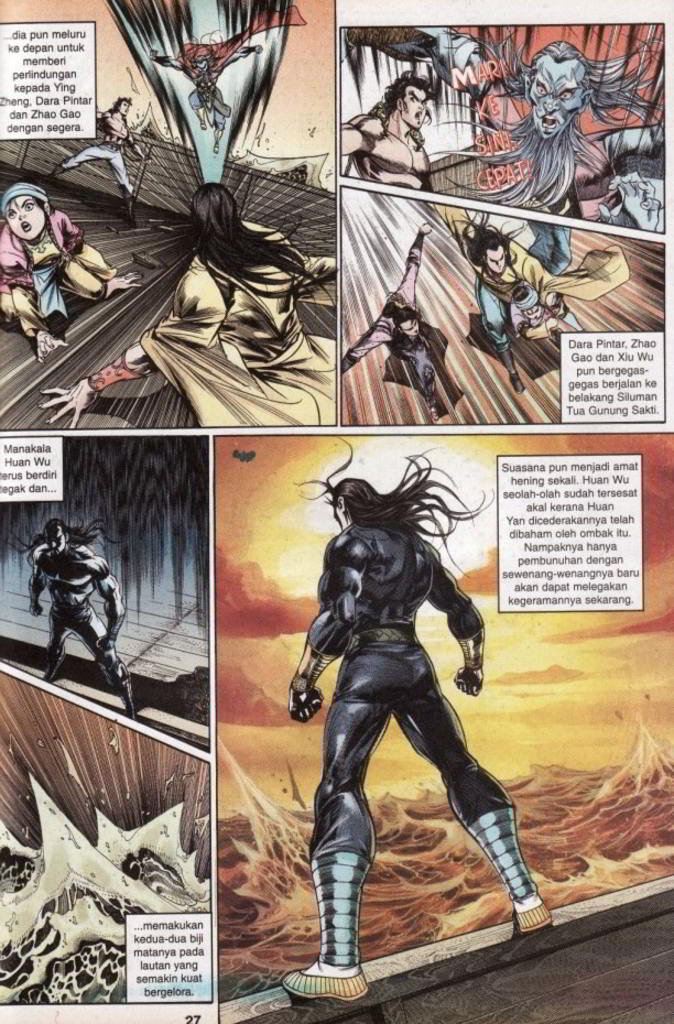 ...dia pun meluru
ke depan untuk
memberi
perlindungan
kepada Ying
Zheng, Dara Pintar
dan Zhao Gao
dengan segera.
MARI
KE
SINI
CEPAT!
Dara Pintar, Zhao
Gao dan Xiu Wu
pun bergegas-
gegas berjalan ke
belakang Siluman
Tua Gunung Sakti.
Manakala
Huan Wu
terus berdiri
tegak dan...
...memakukan
kedua-dua biji
matanya pada
lautan yang
semakin kuat
bergelora.
Suasana pun menjadi amat
hening sekali. Huan Wu
seolah-olah sudah tersesat
akal kerana Huan
Yan dicederakannya telah
dibaham oleh ombak itu.
Nampaknya hanya
pembunuhan dengan
sewenang-wenangnya baru
akan dapat melegakan
kegeramannya sekarang.
27